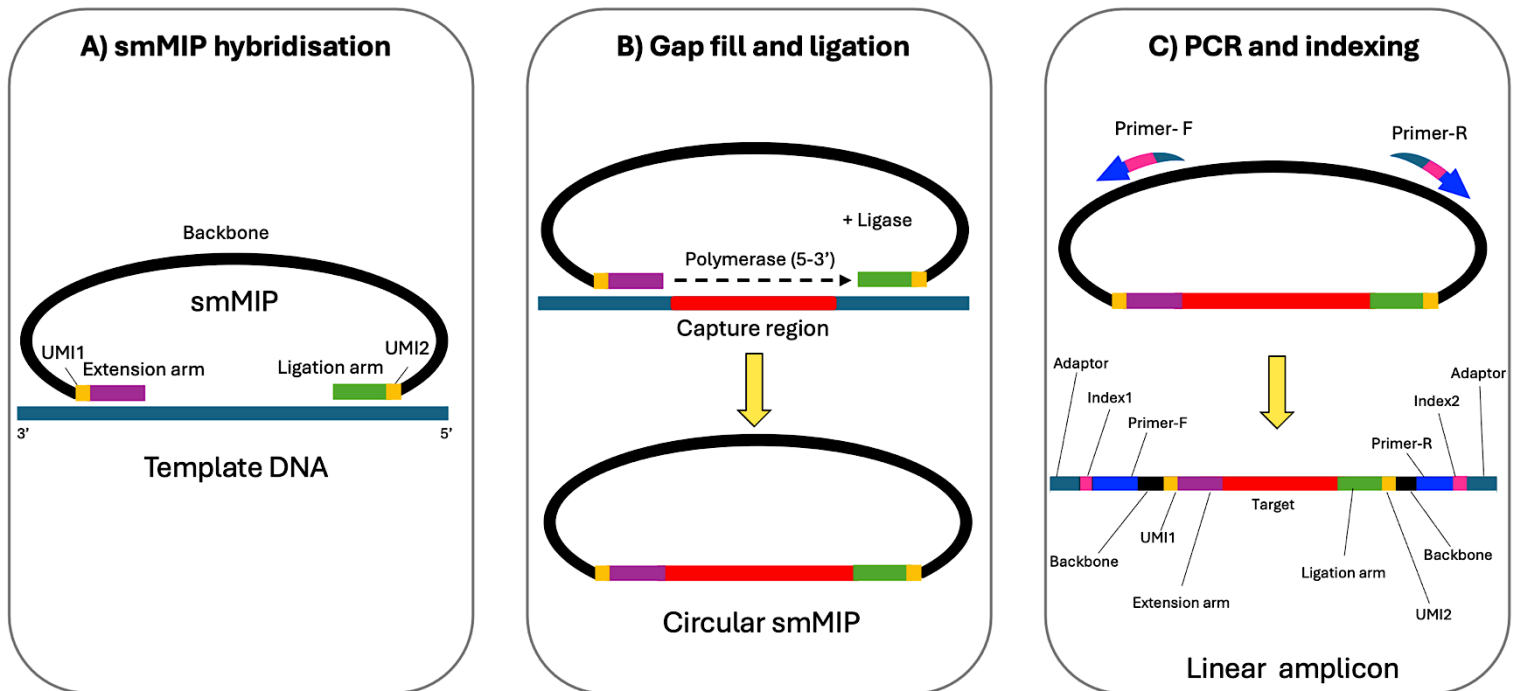 A) smMIP hybridisation
Backbone
smMIP
UMI1
UMI2
Extension arm
Ligation arm
3’
5’
Template DNA
B) Gap fill and ligation
+ Ligase
Polymerase (5-3’)
Capture region
Circular smMIP
C) PCR and indexing
Primer- F
Primer-R
Adaptor
Adaptor
Index1
Index2
Primer-F
Primer-R
Target
UMI1
Backbone
Backbone
Ligation arm
Extension arm
UMI2
Linear amplicon